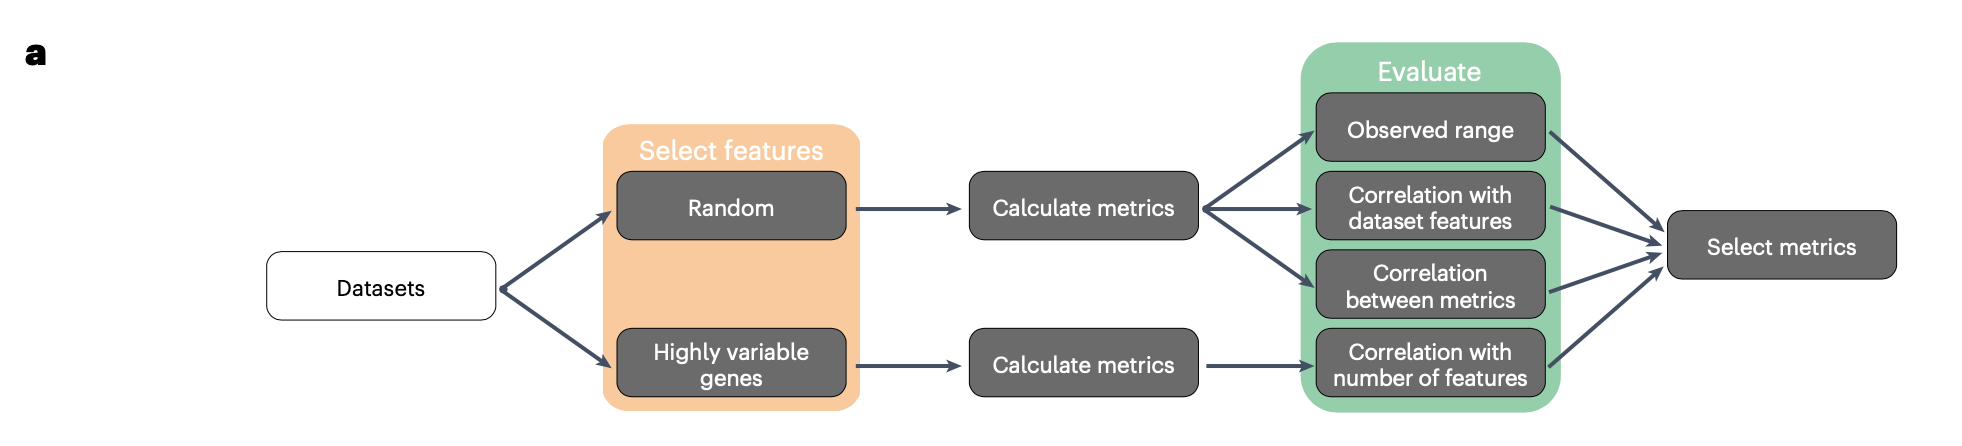 a
Evaluate
Observed range
Select features
Random
Calculate metrics
Correlation with
dataset features
Select metrics
Datasets
Correlation
between metrics
Highly variable
genes
Calculate metrics
Correlation with
number of features